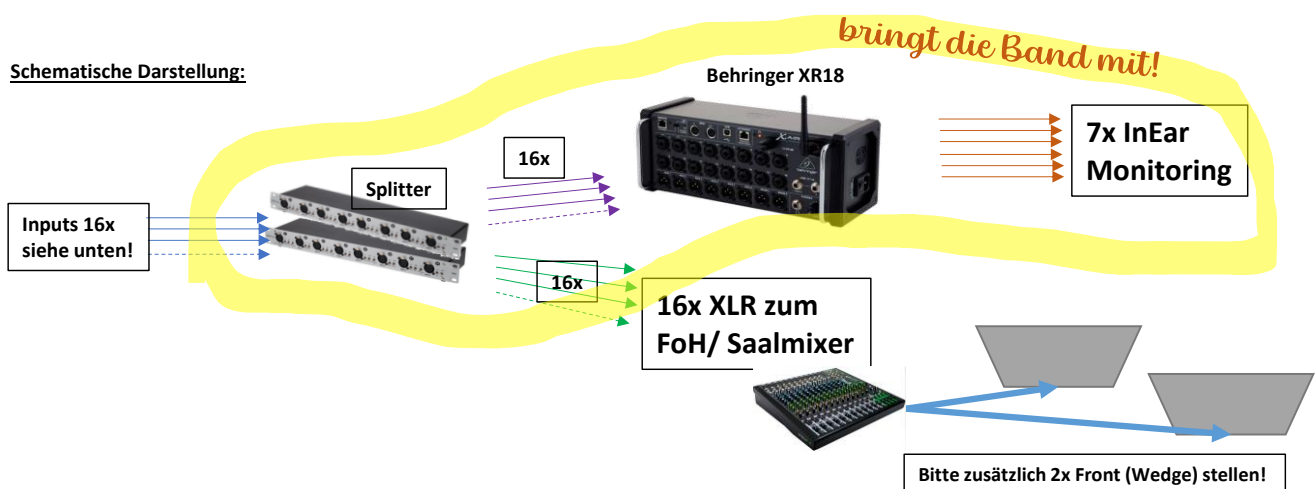 bringt die Band mit!
Schematische Darstellung:
Behringer XR18
7x InEar
Monitoring
16x
Splitter
Inputs 16x
siehe unten!
16x
16x XLR zum
FoH/ Saalmixer
Bitte zusätzlich 2x Front (Wedge) stellen!